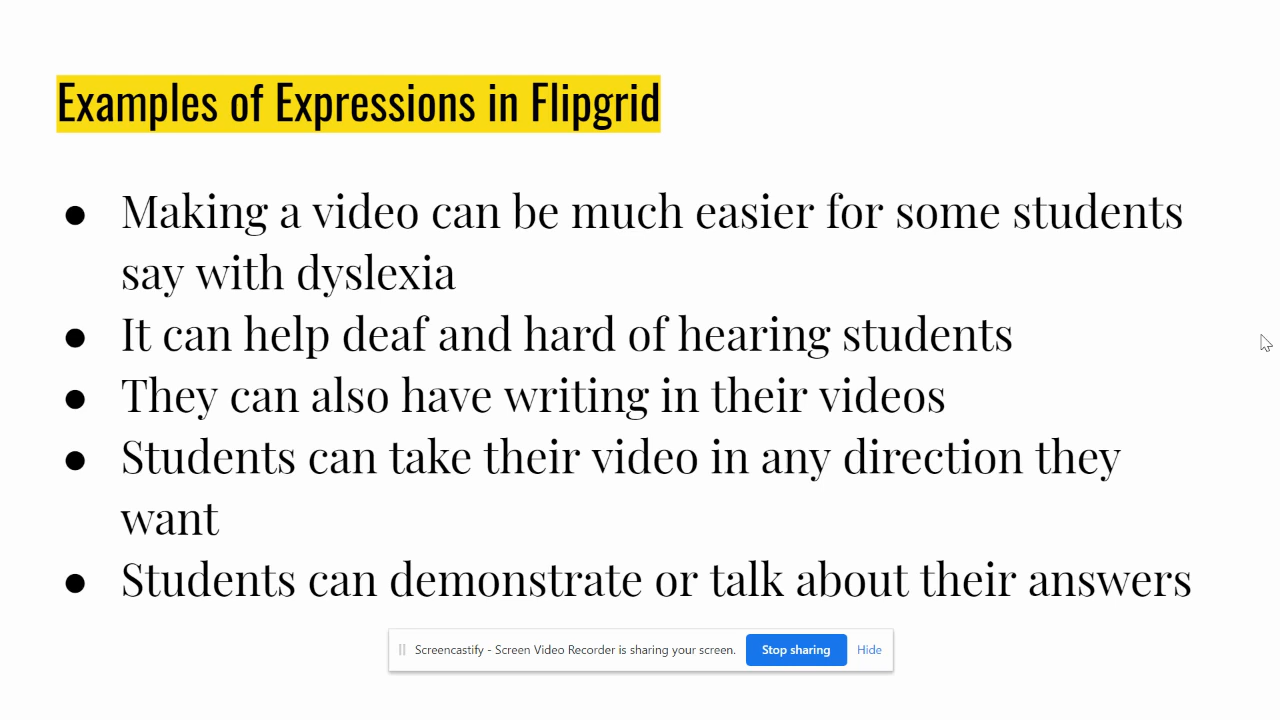 Examples of Expressions in Flipgrid
● Making a video can be much easier for some students
say with dyslexia
● It can help deaf and hard of hearing students
● They can also have writing in their videos
● Students can take their video in any direction they
want
● Students can demonstrate or talk about their answers
Screencastify - Screen Video Recorder is sharing your screen. Stop sharing Hide